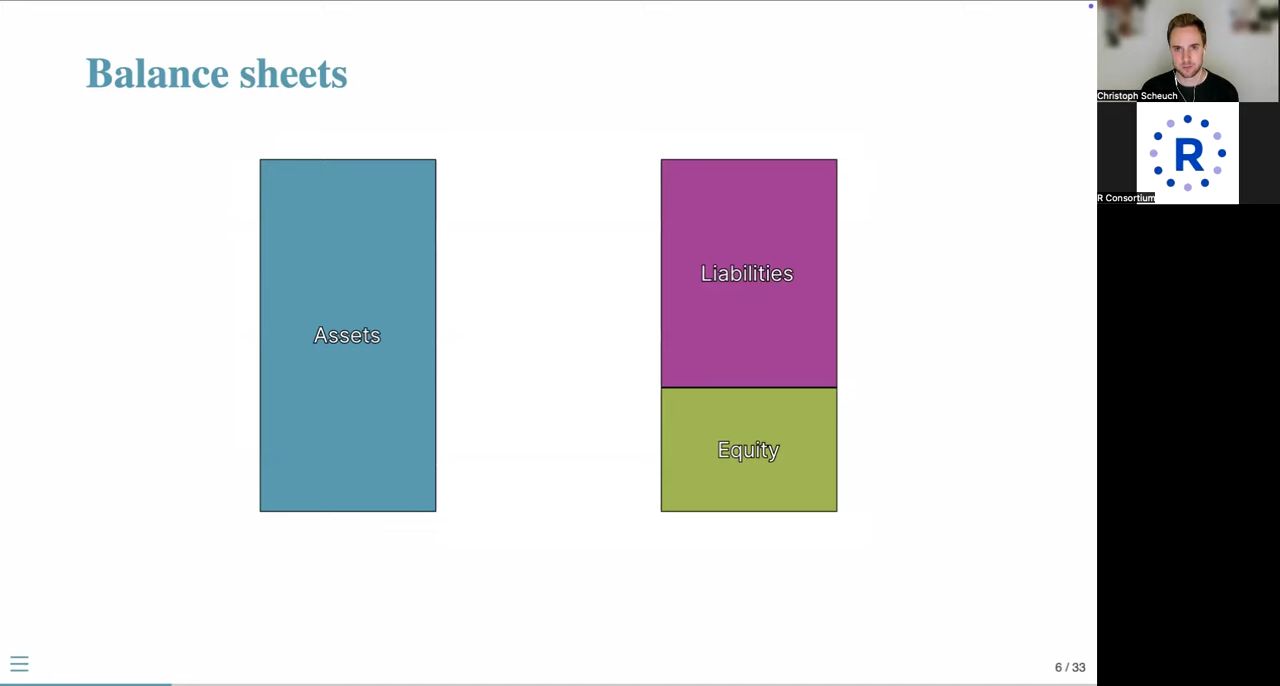 Balance sheets
Assets
Liabilities
Equity
6 / 33
Christoph Scheuch
R
R Consortium